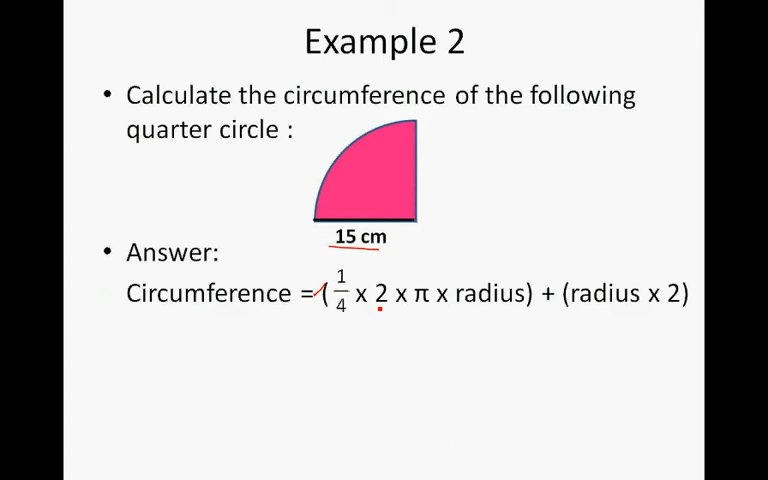 Example 2
• Calculate the circumference of the following
quarter circle :
15 cm
• Answer:
Circumference = (1/4 x 2 x π x radius) + (radius x 2)